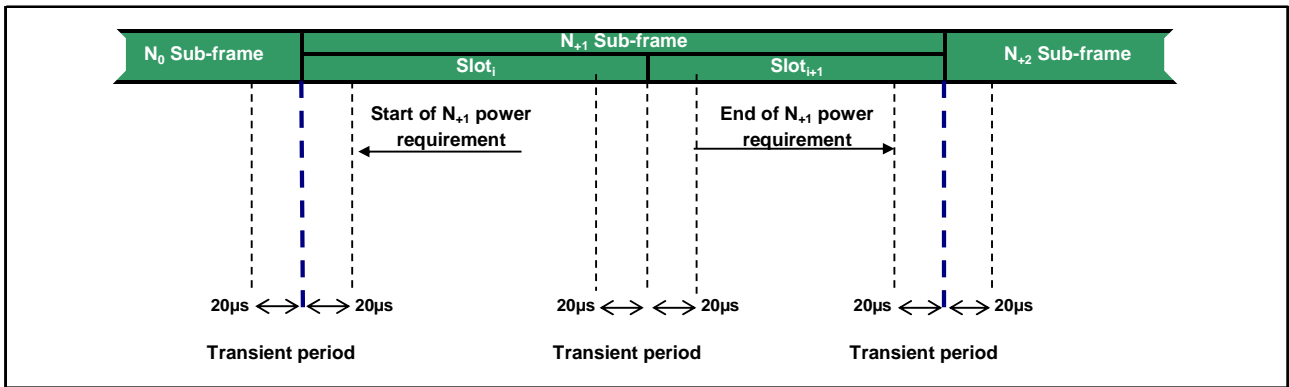 N0 Sub-frame
N+1 Sub-frame
N+2 Sub-frame
Sloti
Sloti+1
Start of N+1 power
requirement
End of N+1 power
requirement
20µs
20µs
20µs
20µs
20µs
20µs
Transient period
Transient period
Transient period